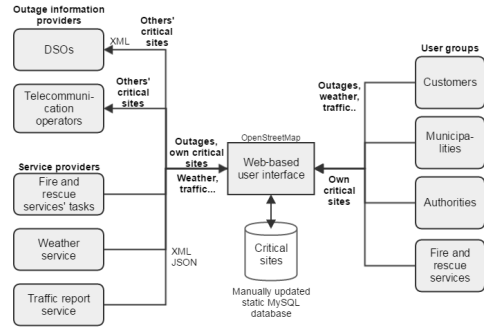 Outage information
providers
DSOs
XML
Others'
critical
sites
Telecommuni-
cation
operators
Others'
critical
sites
Service providers
Fire and
rescue
services' tasks
Weather
service
Traffic report
service
XML
JSON
Outages,
own critical
sites
Weather,
traffic...
OpenStreetMap
Web-based
user interface
Critical
sites
Manually updated
static MySQL
database
Outages,
weather,
traffic..
Own
critical
sites
User groups
Customers
Municipa-
lities
Authorities
Fire and
rescue
services